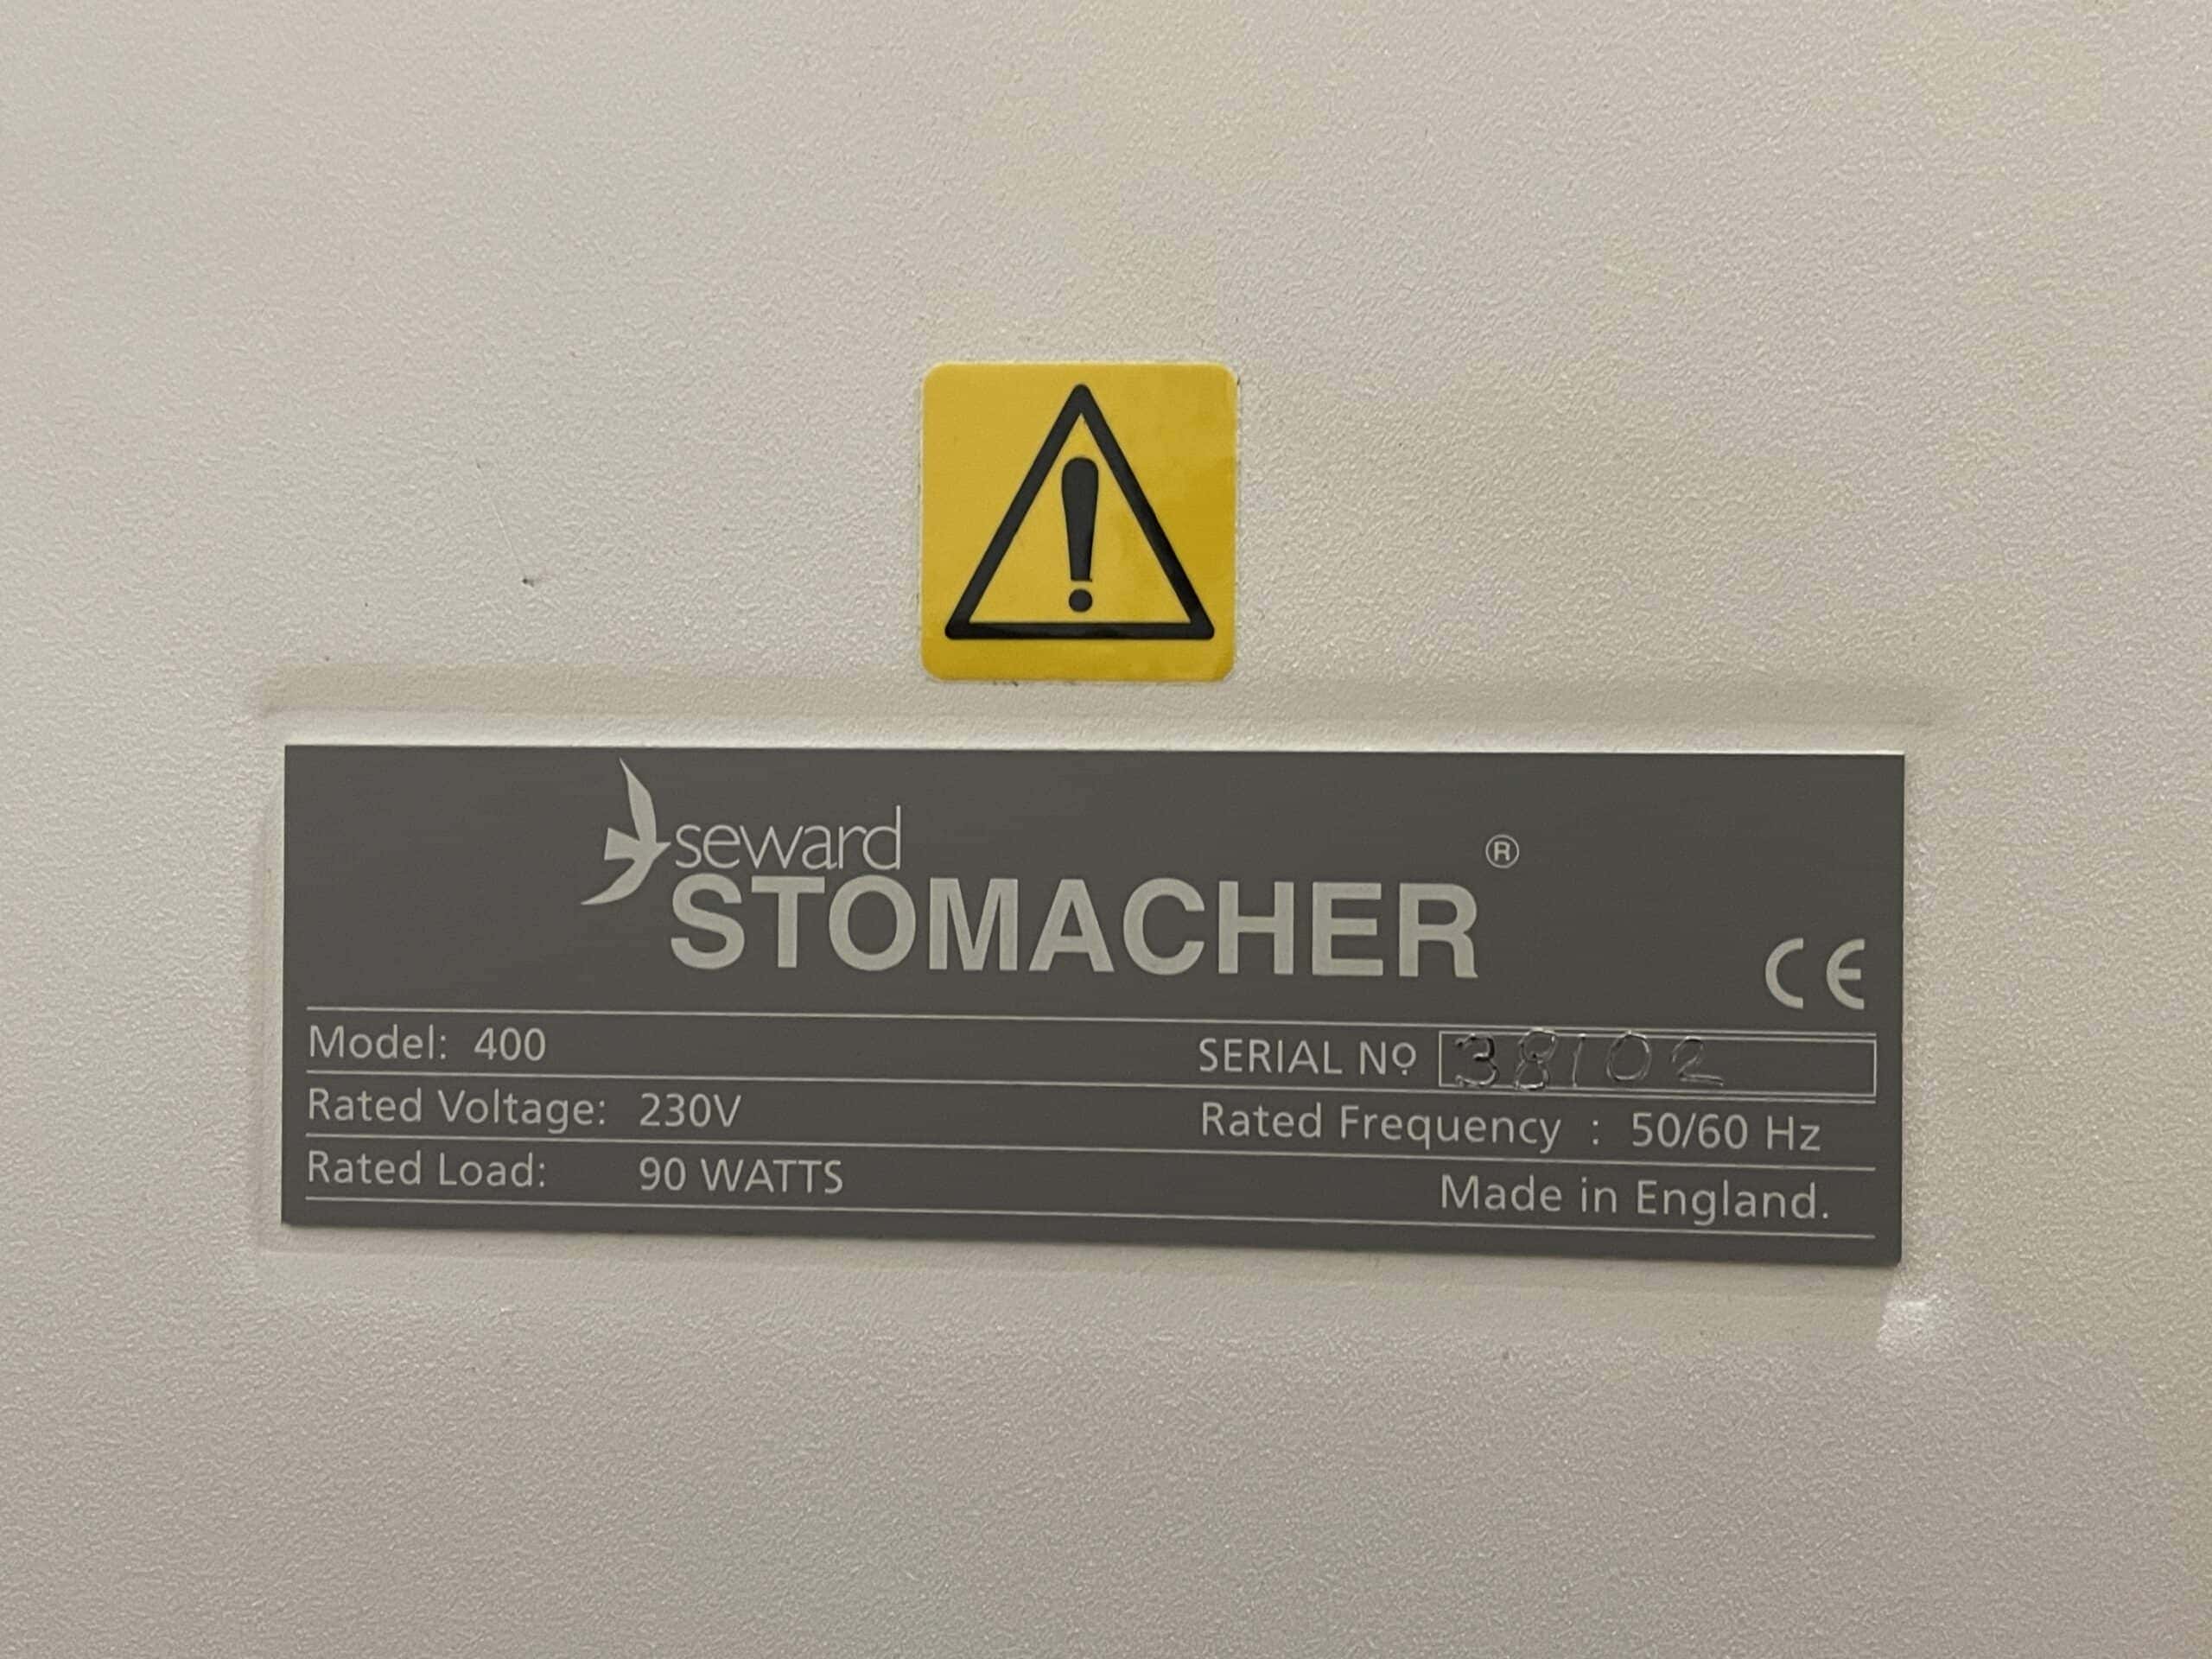 seward
STOMACHER ®
CE
Model: 400 SERIAL Nº 38102
Rated Voltage: 230V Rated Frequency : 50/60 Hz
Rated Load: 90 WATTS Made in England.